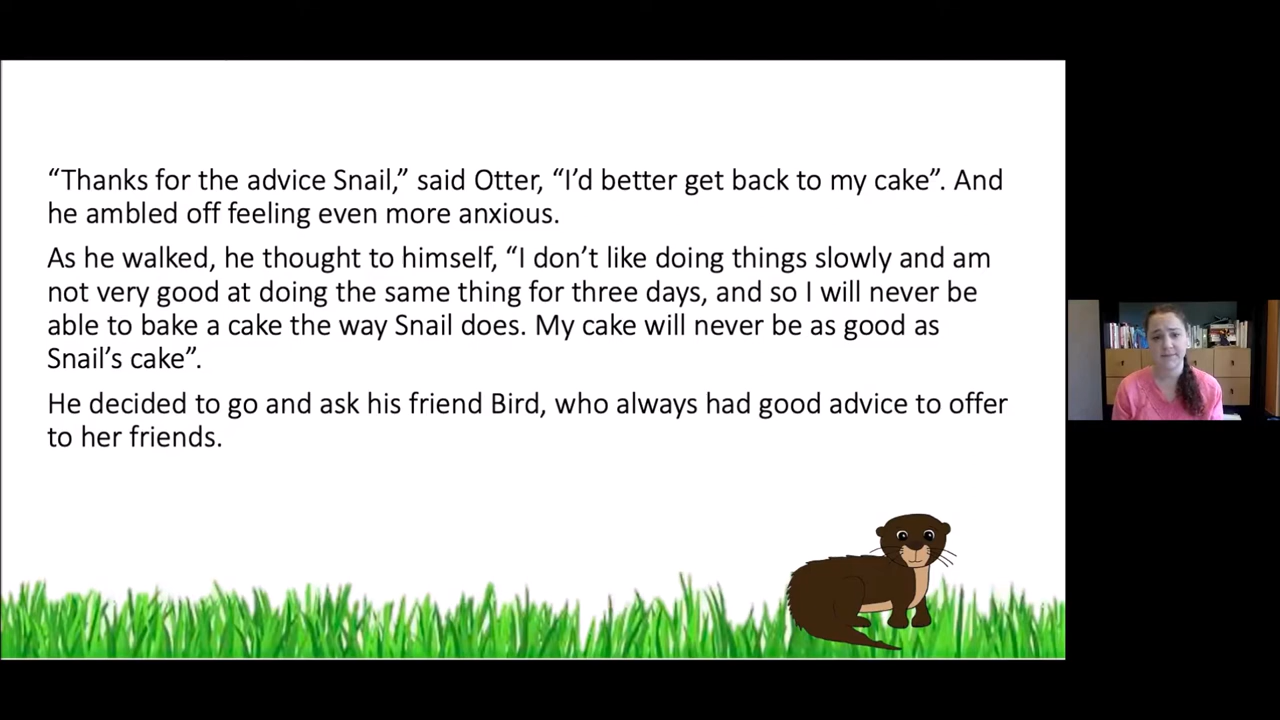 “Thanks for the advice Snail,” said Otter, “I’d better get back to my cake”. And
he ambled off feeling even more anxious.
As he walked, he thought to himself, “I don’t like doing things slowly and am
not very good at doing the same thing for three days, and so I will never be
able to bake a cake the way Snail does. My cake will never be as good as
Snail’s cake”.
He decided to go and ask his friend Bird, who always had good advice to offer
to her friends.